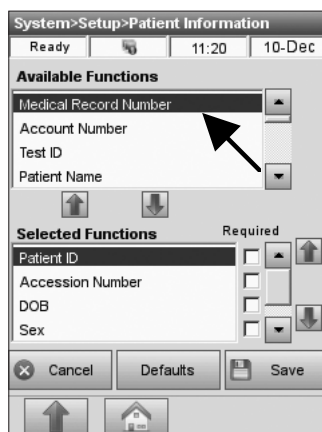 System>Setup>Patient Information
Ready 11:20 10-Dec
Available Functions
Medical Record Number
Account Number
Test ID
Patient Name
Selected Functions Required
Patient ID
Accession Number
DOB
Sex
Cancel Defaults Save